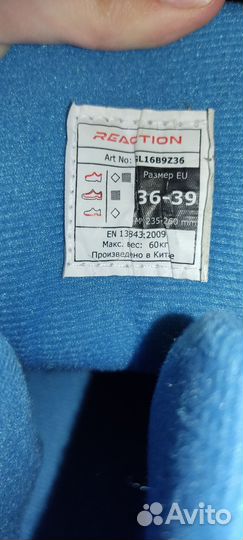 REACTION
Art No: GL16B9Z36
Размер EU
36-39
235-260 mm
EN 13843:2009
Макс. вес: 60кг
Произведено в Китае
Avito